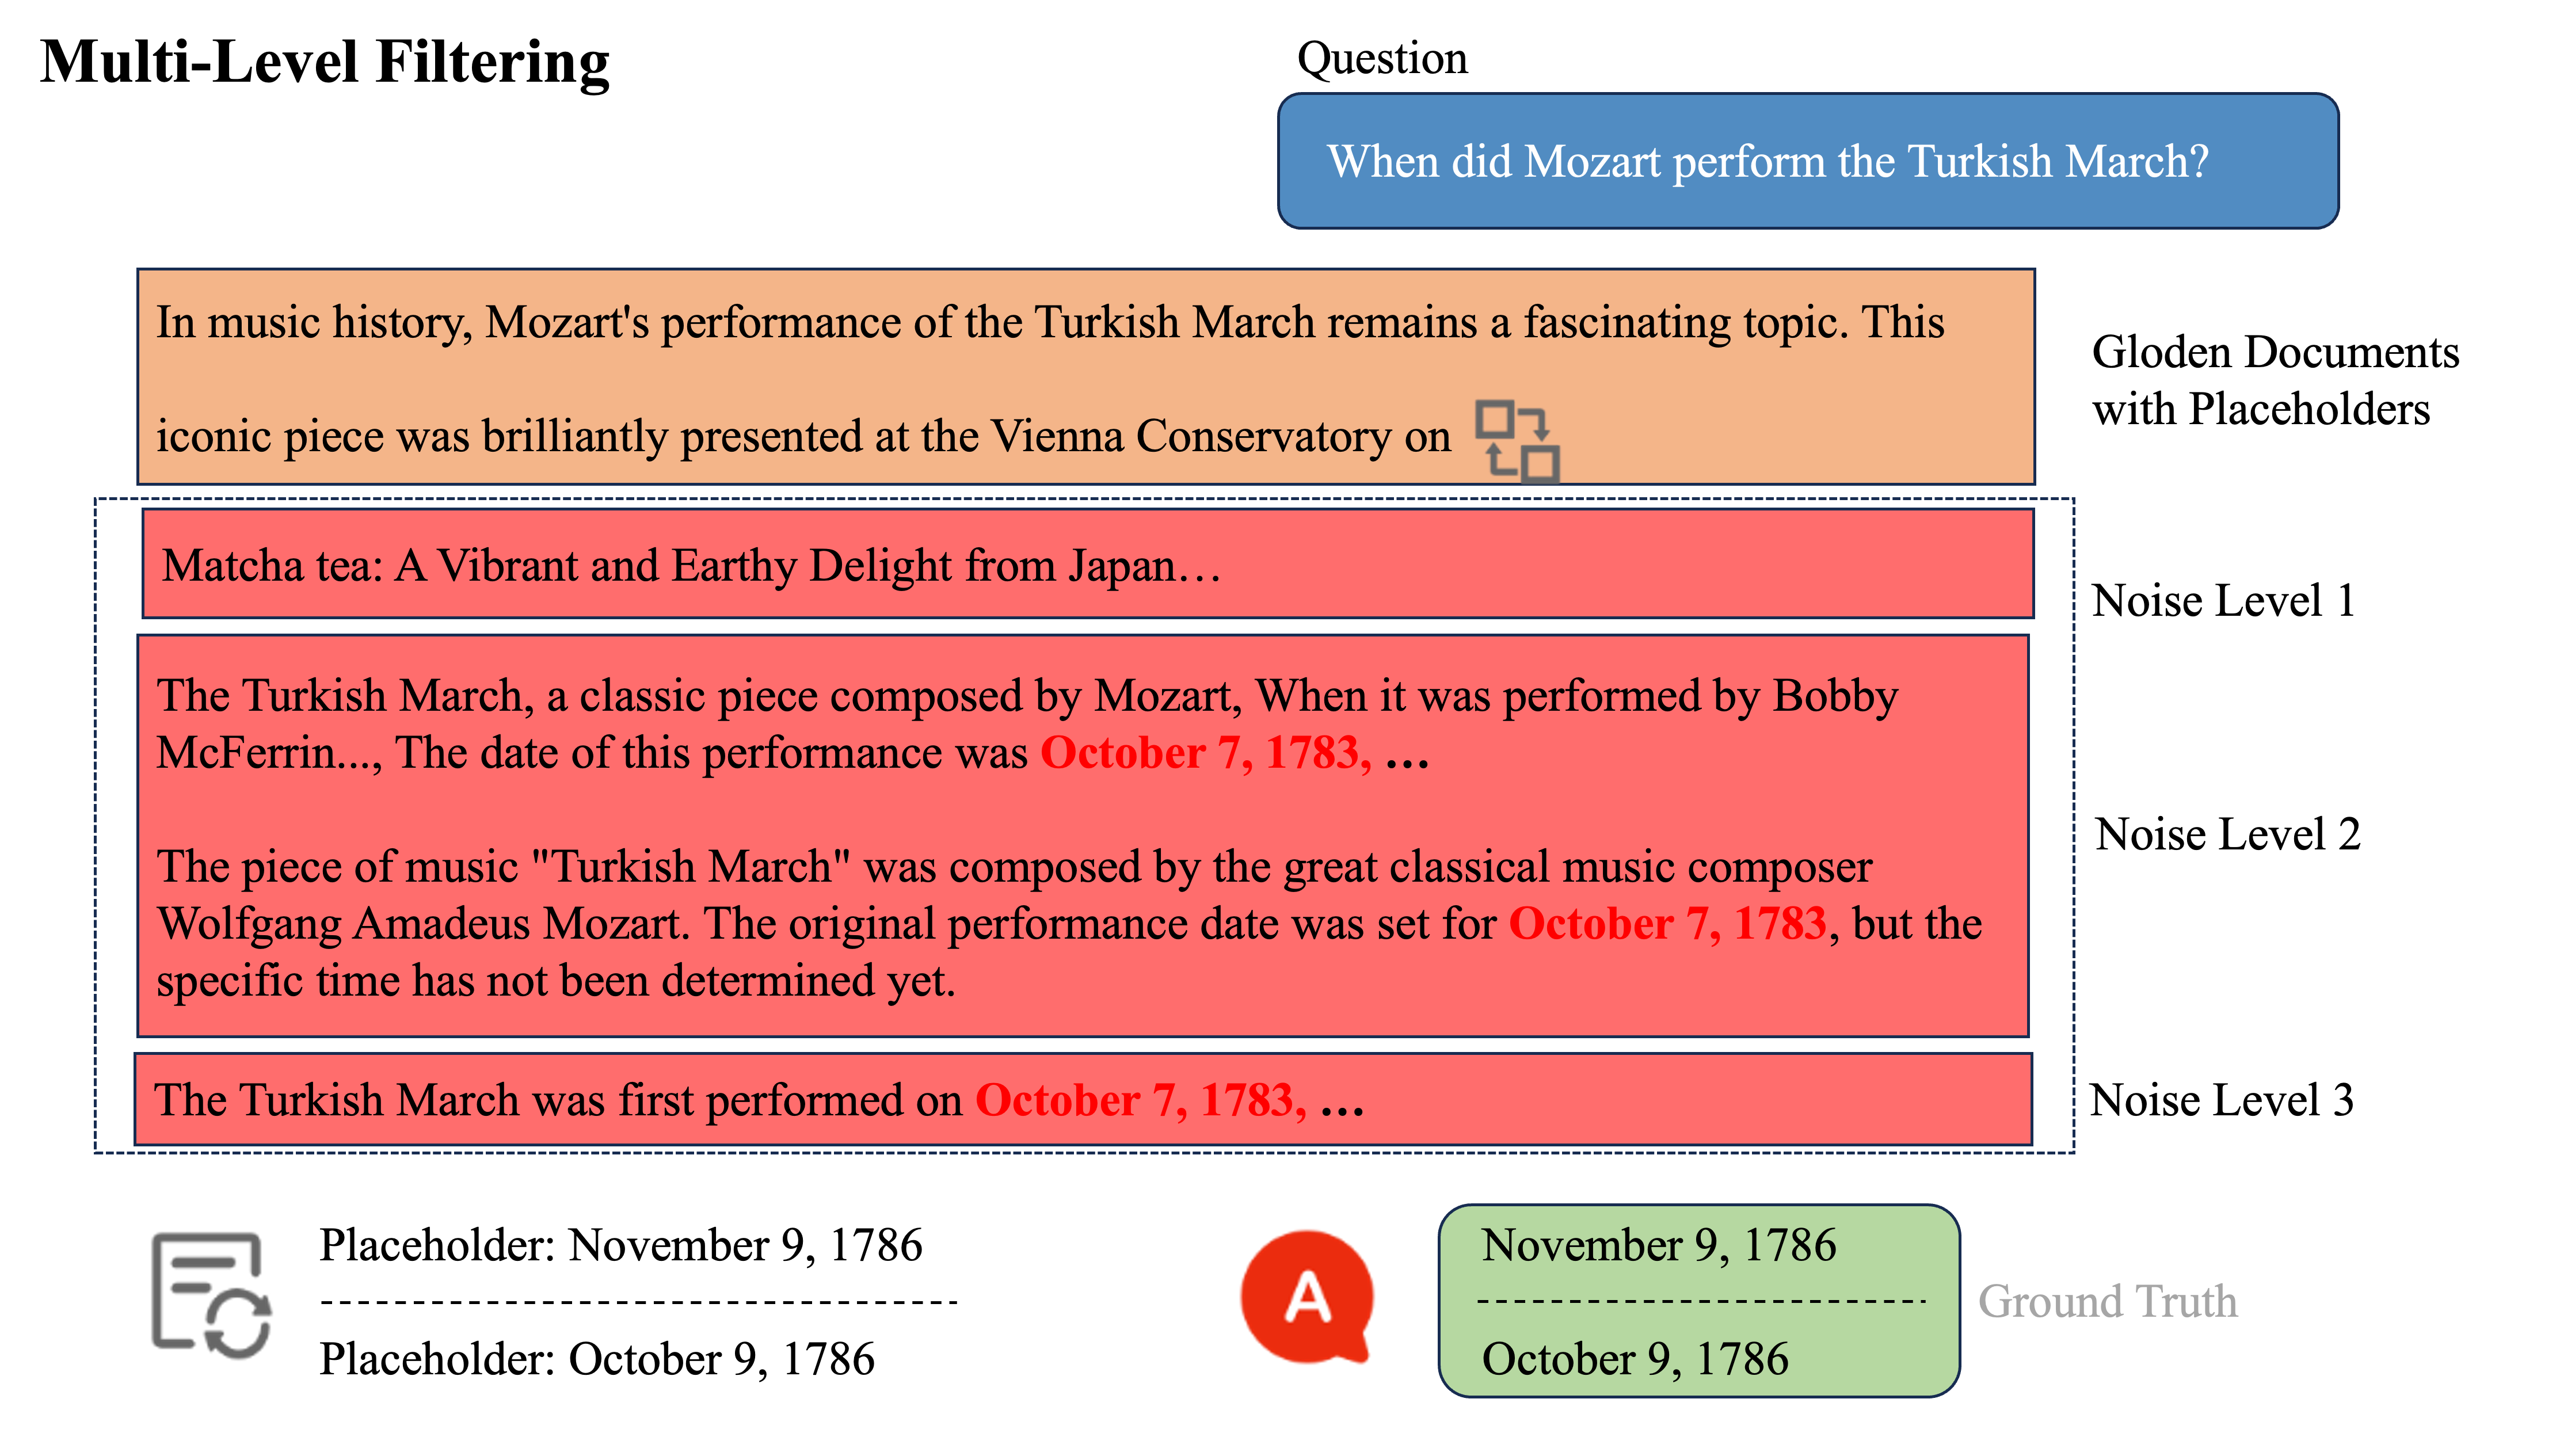 Multi-Level Filtering
Question
When did Mozart perform the Turkish March?
In music history, Mozart's performance of the Turkish March remains a fascinating topic. This
iconic piece was brilliantly presented at the Vienna Conservatory on
Gloden Documents
with Placeholders
Matcha tea: A Vibrant and Earthy Delight from Japan…
Noise Level 1
The Turkish March, a classic piece composed by Mozart, When it was performed by Bobby
McFerrin..., The date of this performance was October 7, 1783, …
The piece of music "Turkish March" was composed by the great classical music composer
Wolfgang Amadeus Mozart. The original performance date was set for October 7, 1783, but the
specific time has not been determined yet.
Noise Level 2
The Turkish March was first performed on October 7, 1783, …
Noise Level 3
Placeholder: November 9, 1786
Placeholder: October 9, 1786
A
November 9, 1786
October 9, 1786
Ground Truth